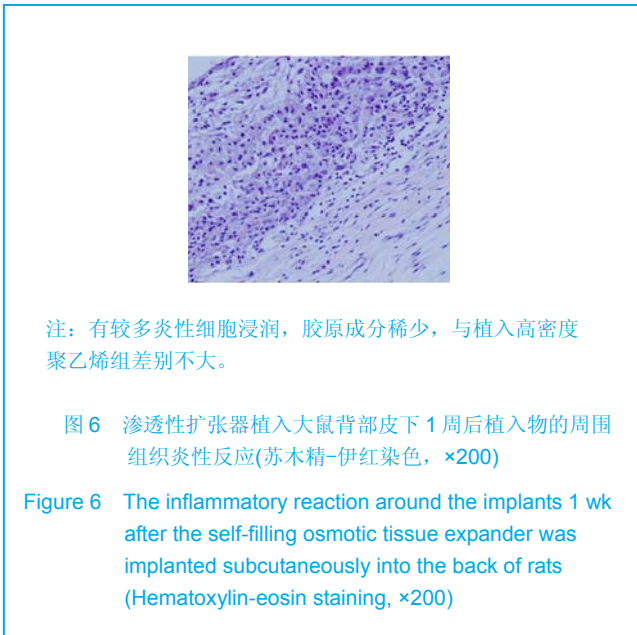 注：有较多炎性细胞浸润，胶原成分稀少，与植入高密度
聚乙烯组差别不大。
图 6 渗透性扩张器植入大鼠背部皮下 1 周后植入物的周围
组织炎性反应(苏木精-伊红染色，×200)
Figure 6 The inflammatory reaction around the implants 1 wk
after the self-filling osmotic tissue expander was
implanted subcutaneously into the back of rats
(Hematoxylin-eosin staining, ×200)